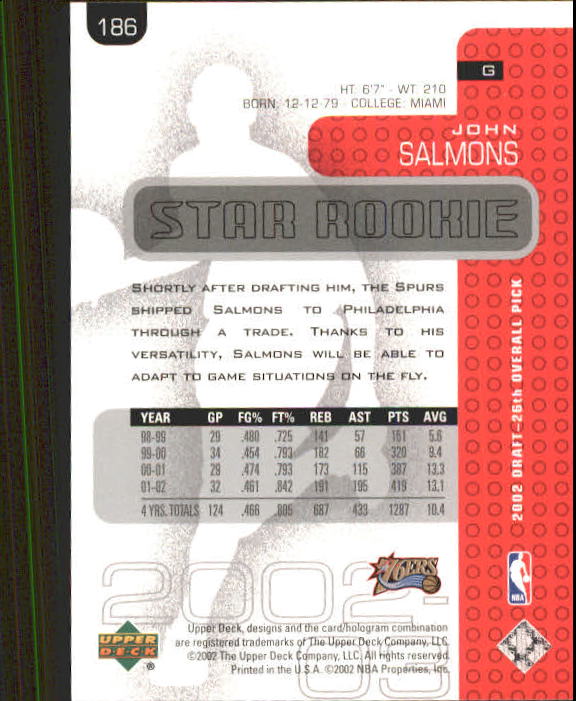 186
G
HT. 6'7" · WT. 210
BORN: 12-12-79 · COLLEGE: MIAMI
JOHN
SALMONS
STAR ROOKIE
SHORTLY AFTER DRAFTING HIM, THE SPURS
SHIPPED SALMONS TO PHILADELPHIA
THROUGH A TRADE. THANKS TO HIS
VERSATILITY, SALMONS WILL BE ABLE TO
ADAPT TO GAME SITUATIONS ON THE FLY.
2002 DRAFT-26th OVERALL PICK
YEAR GP FG% FT% REB AST PTS AVG
98-99 29 .480 .725 141 57 161 5.6
99-00 34 .454 .793 182 66 320 9.4
00-01 29 .474 .793 173 115 387 13.3
01-02 32 .461 .842 191 195 419 13.1
4 YRS. TOTALS 124 .466 .805 687 433 1287 10.4
76ERS
NBA
2002-
03
UPPER
DECK
®
Upper Deck, designs and the card/hologram combination
are registered trademarks of The Upper Deck Company, LLC.
©2002 The Upper Deck Company, LLC. All rights reserved.
Printed in the U.S.A. ©2002 NBA Properties, Inc.